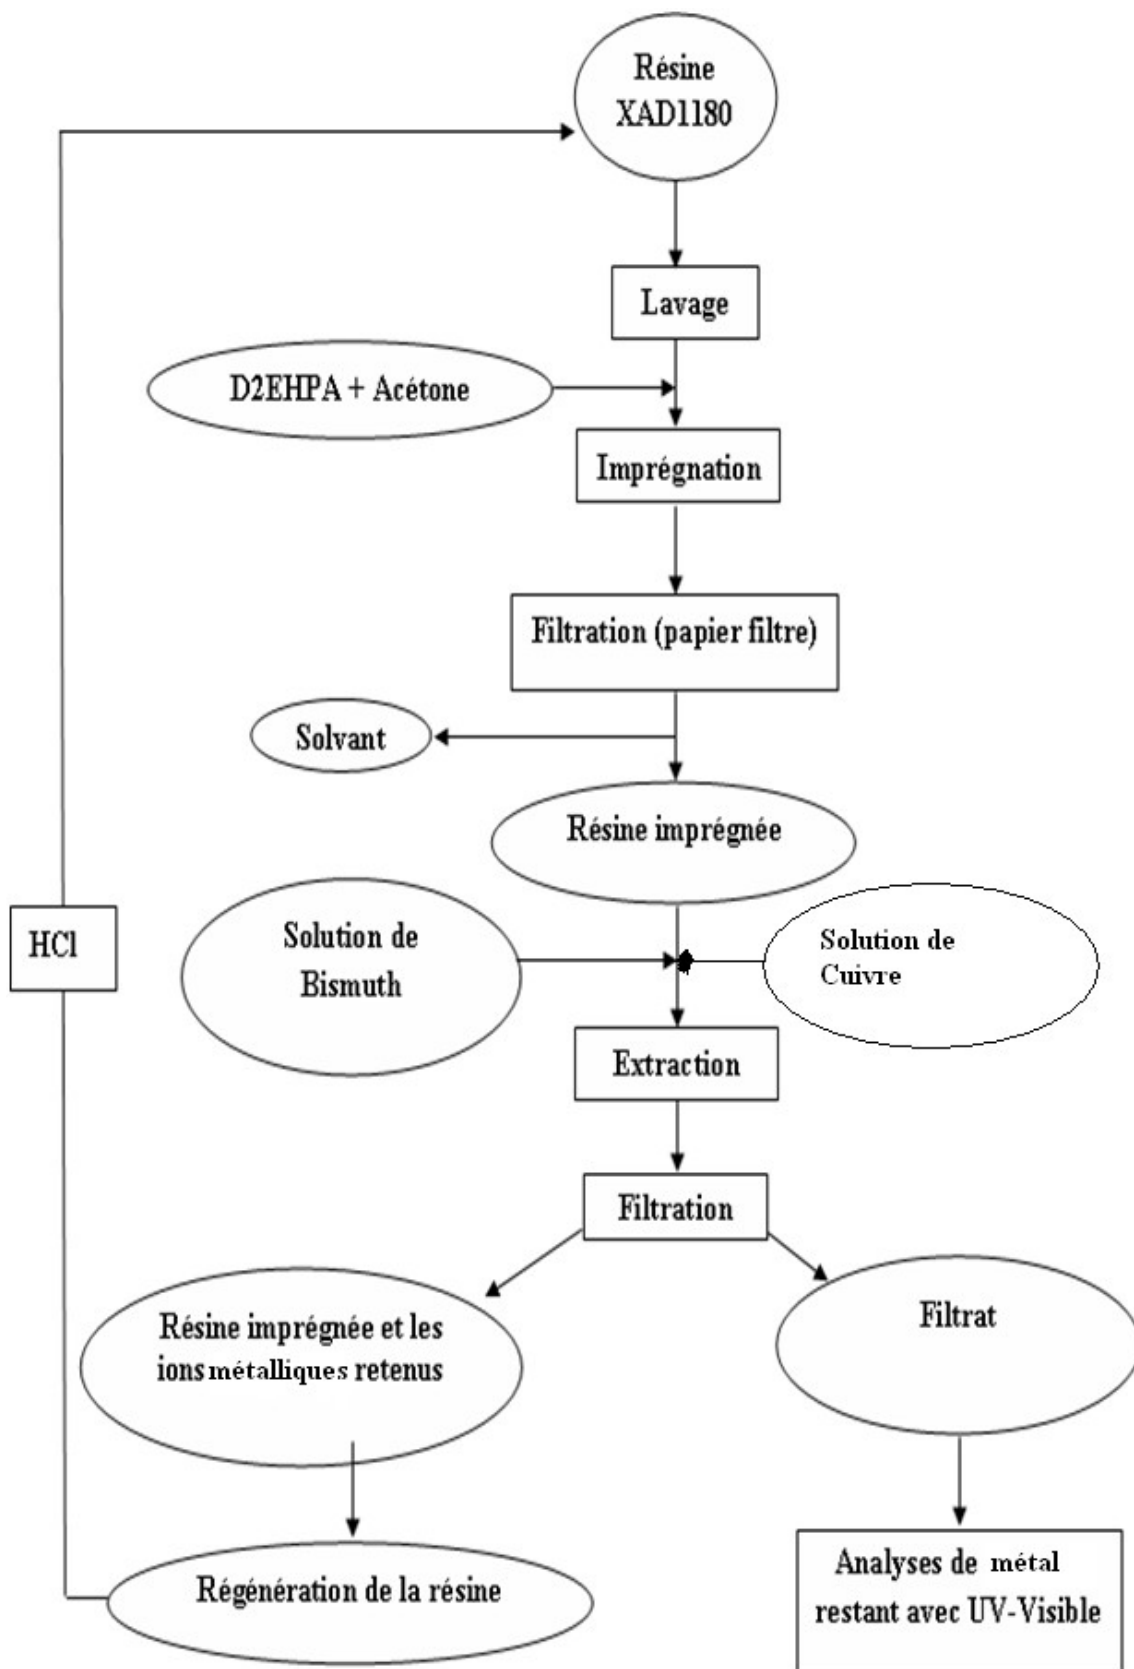 Résine
XAD1180
Lavage
D2EHPA + Acétone
Imprégnation
Filtration (papier filtre)
Solvant
Résine imprégnée
Solution de
Bismuth
Solution de
Cuivre
HCl
Extraction
Filtration
Résine imprégnée et les
ions métalliques retenus
Filtrat
Régénération de la résine
Analyses de métal
restant avec UV-Visible